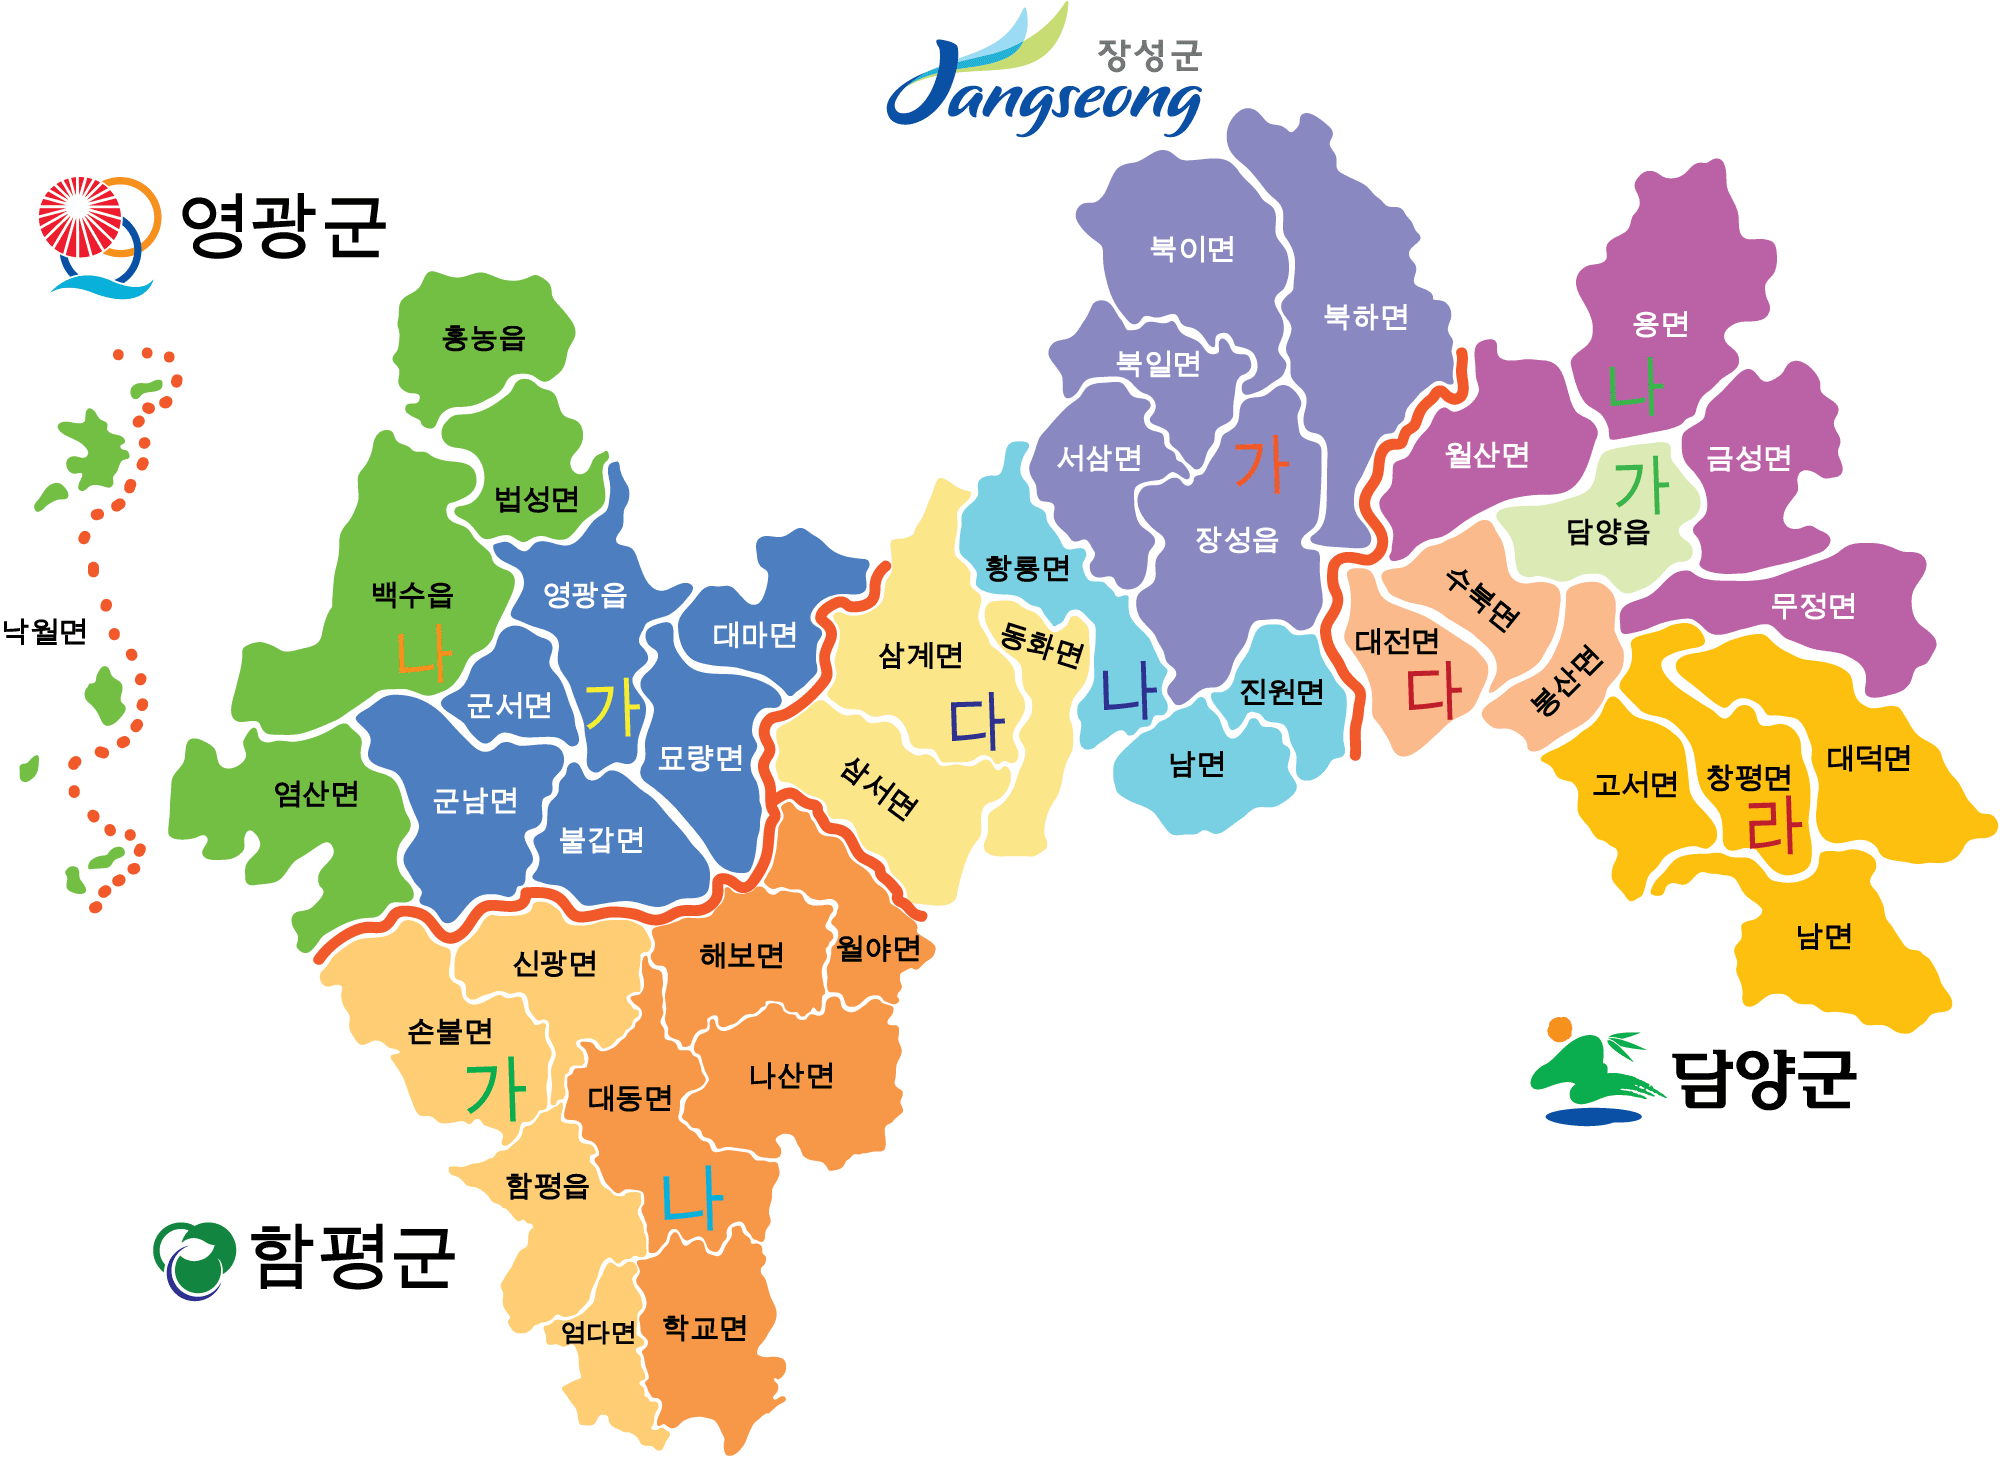 장성군
Jangseong
영광군
홍농읍
법성면
백수읍
나
낙월면
염산면
영광읍
대마면
군서면
가
묘량면
군남면
불갑면
북이면
북하면
북일면
서삼면
가
장성읍
황룡면
나
삼계면
동화면
다
삼서면
진원면
남면
용면
나
월산면
금성면
가
담양읍
무정면
수북면
대전면
다
봉산면
고서면
창평면
라
대덕면
남면
담양군
신광면
해보면
월야면
손불면
가
나산면
대동면
함평읍
나
함평군
엄다면
학교면